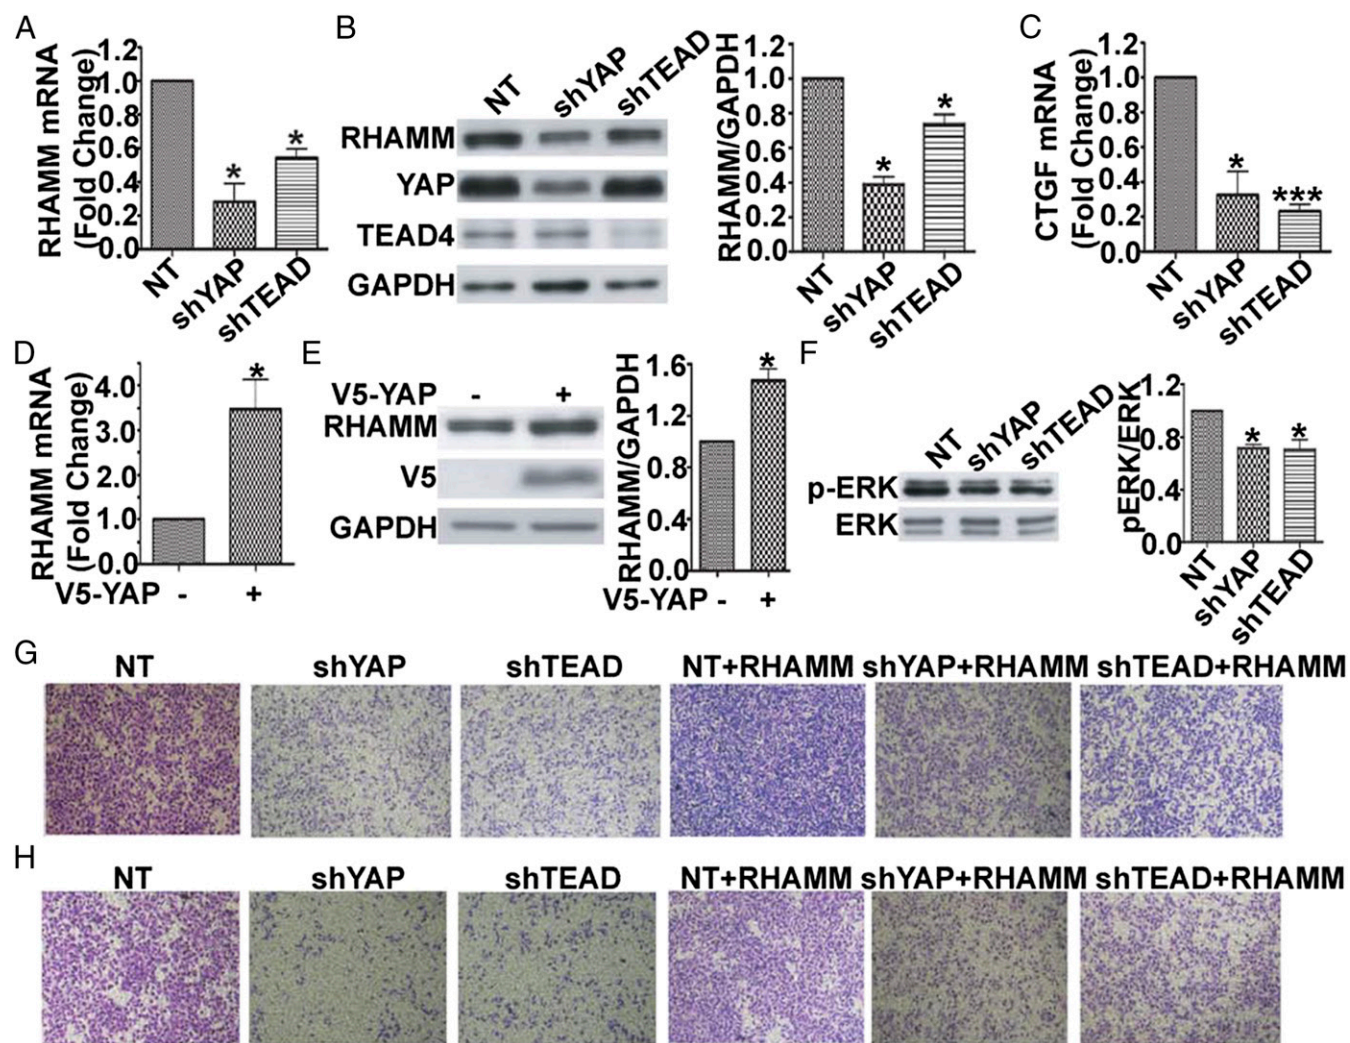 A
RHAMM mRNA
(Fold Change)
1.2
1.0
0.8
0.6
0.4
0.2
0.0
*
*
NT
shYAP
shTEAD
B
NT
shYAP
shTEAD
RHAMM
YAP
TEAD4
GAPDH
RHAMM/GAPDH
1.2
1.0
0.8
0.6
0.4
0.2
0.0
*
*
NT
shYAP
shTEAD
C
CTGF mRNA
(Fold Change)
1.2
1.0
0.8
0.6
0.4
0.2
0.0
*
***
NT
shYAP
shTEAD
D
RHAMM mRNA
(Fold Change)
4.0
3.0
2.0
1.0
0.0
*
V5-YAP - +
E
V5-YAP - +
RHAMM
V5
GAPDH
RHAMM/GAPDH
1.6
1.2
0.8
0.4
0.0
*
V5-YAP - +
F
NT
shYAP
shTEAD
p-ERK
ERK
pERK/ERK
1.2
0.8
0.4
0.0
*
*
NT
shYAP
shTEAD
G
NT shYAP shTEAD NT+RHAMM shYAP+RHAMM shTEAD+RHAMM
H
NT shYAP shTEAD NT+RHAMM shYAP+RHAMM shTEAD+RHAMM